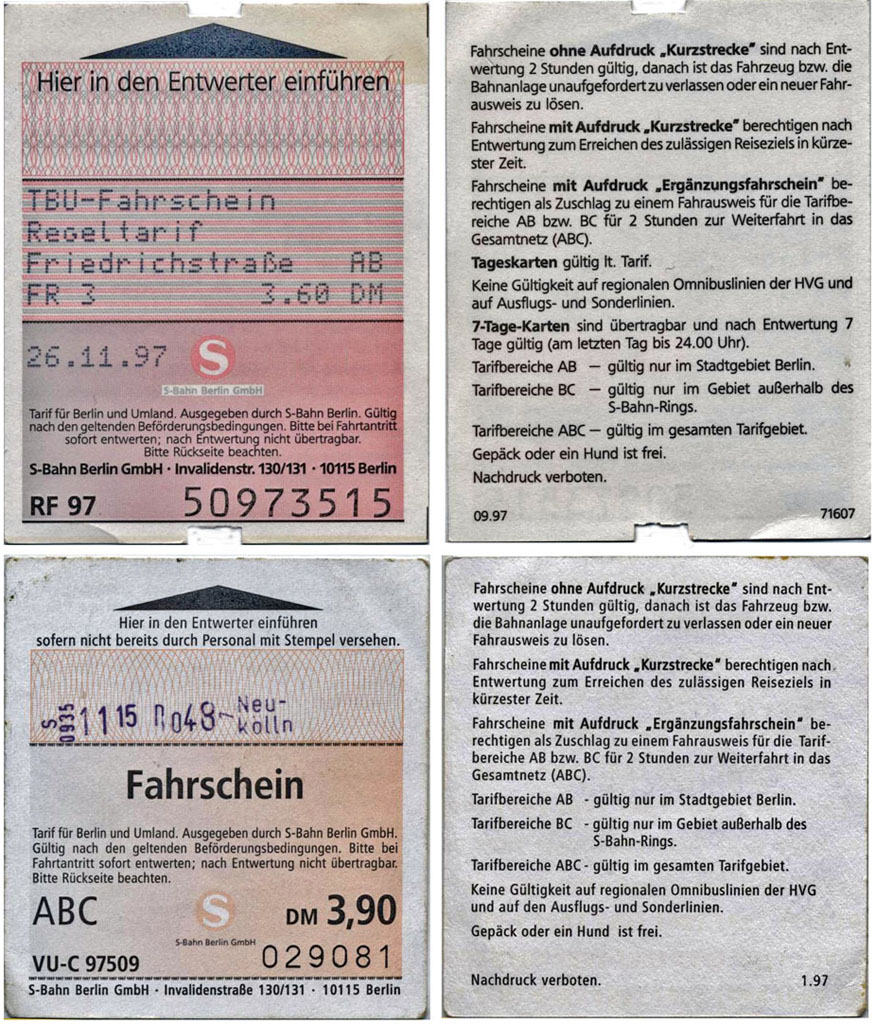 Hier in den Entwerter einführen
TBU-Fahrschein
Regeltarif
Friedrichstraße AB
FR 3 3.60 DM
26.11.97 S
S-Bahn Berlin GmbH
Tarif für Berlin und Umland. Ausgegeben durch S-Bahn Berlin. Gültig
nach den geltenden Beförderungsbedingungen. Bitte bei Fahrtantritt
sofort entwerten; nach Entwertung nicht übertragbar.
Bitte Rückseite beachten.
S-Bahn Berlin GmbH · Invalidenstr. 130/131 · 10115 Berlin
RF 97 50973515
Fahrscheine ohne Aufdruck „Kurzstrecke" sind nach Ent-
wertung 2 Stunden gültig, danach ist das Fahrzeug bzw. die
Bahnanlage unaufgefordert zu verlassen oder ein neuer Fahr-
ausweis zu lösen.
Fahrscheine mit Aufdruck „Kurzstrecke" berechtigen nach
Entwertung zum Erreichen des zulässigen Reiseziels in kürze-
ster Zeit.
Fahrscheine mit Aufdruck „Ergänzungsfahrschein" be-
rechtigen als Zuschlag zu einem Fahrausweis für die Tarifbe-
reiche AB bzw. BC für 2 Stunden zur Weiterfahrt in das
Gesamtnetz (ABC).
Tageskarten gültig lt. Tarif.
Keine Gültigkeit auf regionalen Omnibuslinien der HVG und
auf Ausflugs- und Sonderlinien.
7-Tage-Karten sind übertragbar und nach Entwertung 7
Tage gültig (am letzten Tag bis 24.00 Uhr).
Tarifbereiche AB – gültig nur im Stadtgebiet Berlin.
Tarifbereiche BC – gültig nur im Gebiet außerhalb des
S-Bahn-Rings.
Tarifbereiche ABC – gültig im gesamten Tarifgebiet.
Gepäck oder ein Hund ist frei.
Nachdruck verboten.
09.97 71607
Hier in den Entwerter einführen
sofern nicht bereits durch Personal mit Stempel versehen.
S 0935 1115 048 Neu-
kölln
Fahrschein
Tarif für Berlin und Umland. Ausgegeben durch S-Bahn Berlin GmbH.
Gültig nach den geltenden Beförderungsbedingungen. Bitte bei
Fahrtantritt sofort entwerten; nach Entwertung nicht übertragbar.
Bitte Rückseite beachten.
ABC S DM 3,90
S-Bahn Berlin GmbH
VU-C 97509 029081
S-Bahn Berlin GmbH · Invalidenstraße 130/131 · 10115 Berlin
Fahrscheine ohne Aufdruck „Kurzstrecke" sind nach Ent-
wertung 2 Stunden gültig, danach ist das Fahrzeug bzw.
die Bahnanlage unaufgefordert zu verlassen oder ein neuer
Fahrausweis zu lösen.
Fahrscheine mit Aufdruck „Kurzstrecke" berechtigen nach
Entwertung zum Erreichen des zulässigen Reiseziels in
kürzester Zeit.
Fahrscheine mit Aufdruck „Ergänzungsfahrschein" be-
rechtigen als Zuschlag zu einem Fahrausweis für die Tarif-
bereiche AB bzw. BC für 2 Stunden zur Weiterfahrt in das
Gesamtnetz (ABC).
Tarifbereiche AB - gültig nur im Stadtgebiet Berlin.
Tarifbereiche BC - gültig nur im Gebiet außerhalb des
S-Bahn-Rings.
Tarifbereiche ABC - gültig im gesamten Tarifgebiet.
Keine Gültigkeit auf regionalen Omnibuslinien der HVG
und auf den Ausflugs- und Sonderlinien.
Gepäck oder ein Hund ist frei.
Nachdruck verboten. 1.97